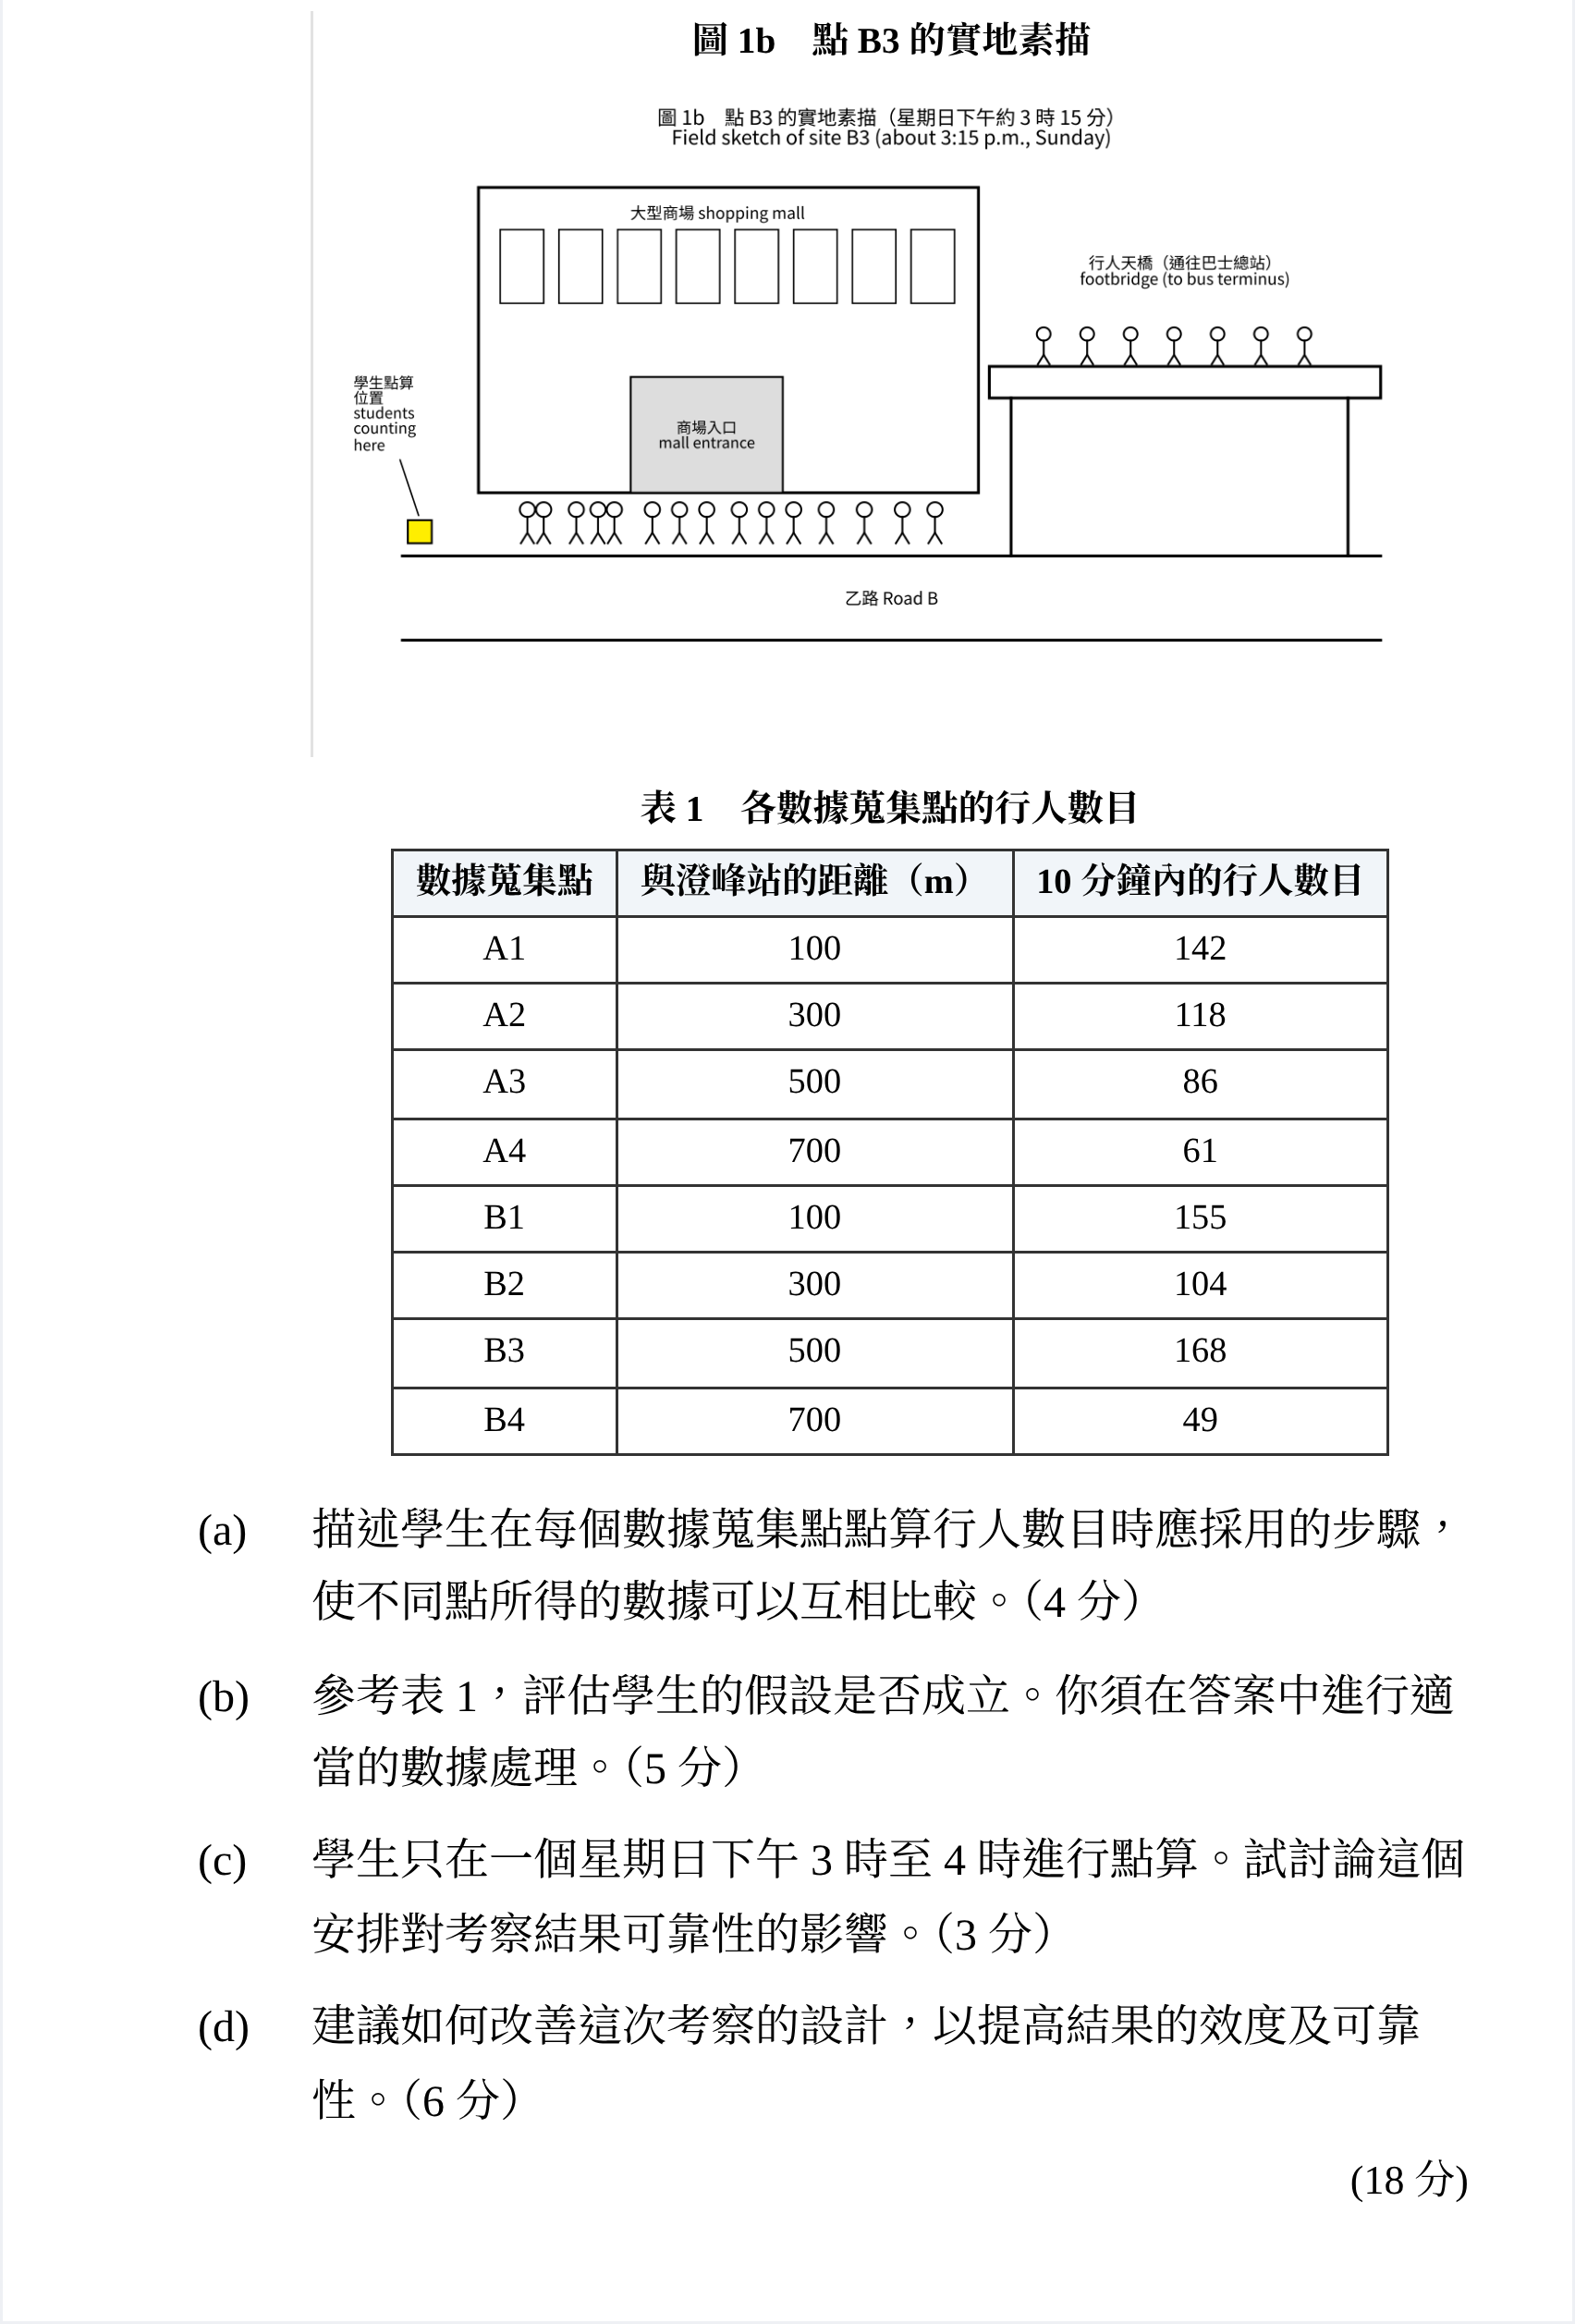 圖 1b　點 B3 的實地素描
圖 1b　點 B3 的實地素描（星期日下午約 3 時 15 分）
Field sketch of site B3 (about 3:15 p.m., Sunday)
大型商場 shopping mall
行人天橋（通往巴士總站）
footbridge (to bus terminus)
學生點算
位置
students
counting
here
商場入口
mall entrance
乙路 Road B
表 1　各數據蒐集點的行人數目
數據蒐集點 與澄峰站的距離（m） 10 分鐘內的行人數目
A1 100 142
A2 300 118
A3 500 86
A4 700 61
B1 100 155
B2 300 104
B3 500 168
B4 700 49
(a) 描述學生在每個數據蒐集點點算行人數目時應採用的步驟，
使不同點所得的數據可以互相比較。（4 分）
(b) 參考表 1，評估學生的假設是否成立。你須在答案中進行適
當的數據處理。（5 分）
(c) 學生只在一個星期日下午 3 時至 4 時進行點算。試討論這個
安排對考察結果可靠性的影響。（3 分）
(d) 建議如何改善這次考察的設計，以提高結果的效度及可靠
性。（6 分）
(18 分)